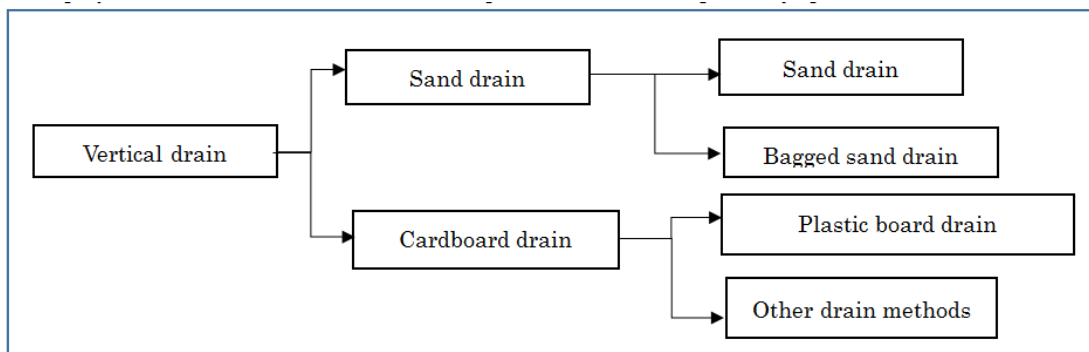 Vertical drain
Sand drain
Cardboard drain
Sand drain
Bagged sand drain
Plastic board drain
Other drain methods